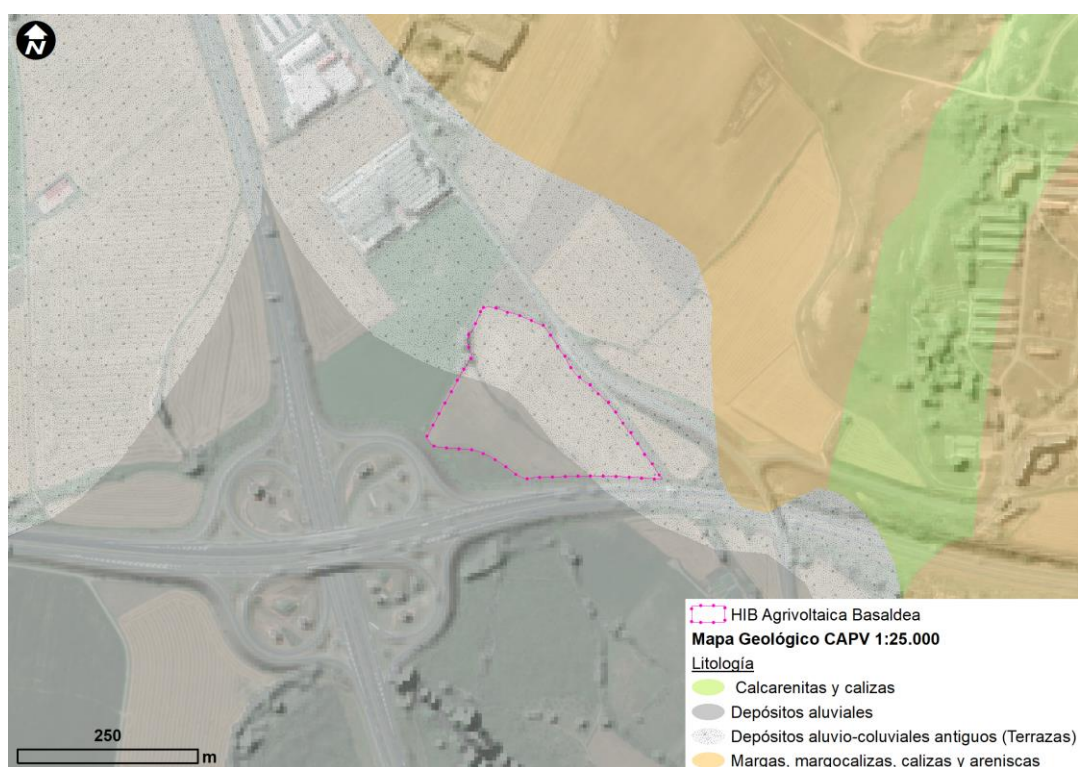 N
HIB Agrivoltaica Basaldea
Mapa Geológico CAPV 1:25.000
Litología
Calcarenitas y calizas
Depósitos aluviales
Depósitos aluvio-coluviales antiguos (Terrazas)
Margas, margocalizas, calizas y areniscas
250
m